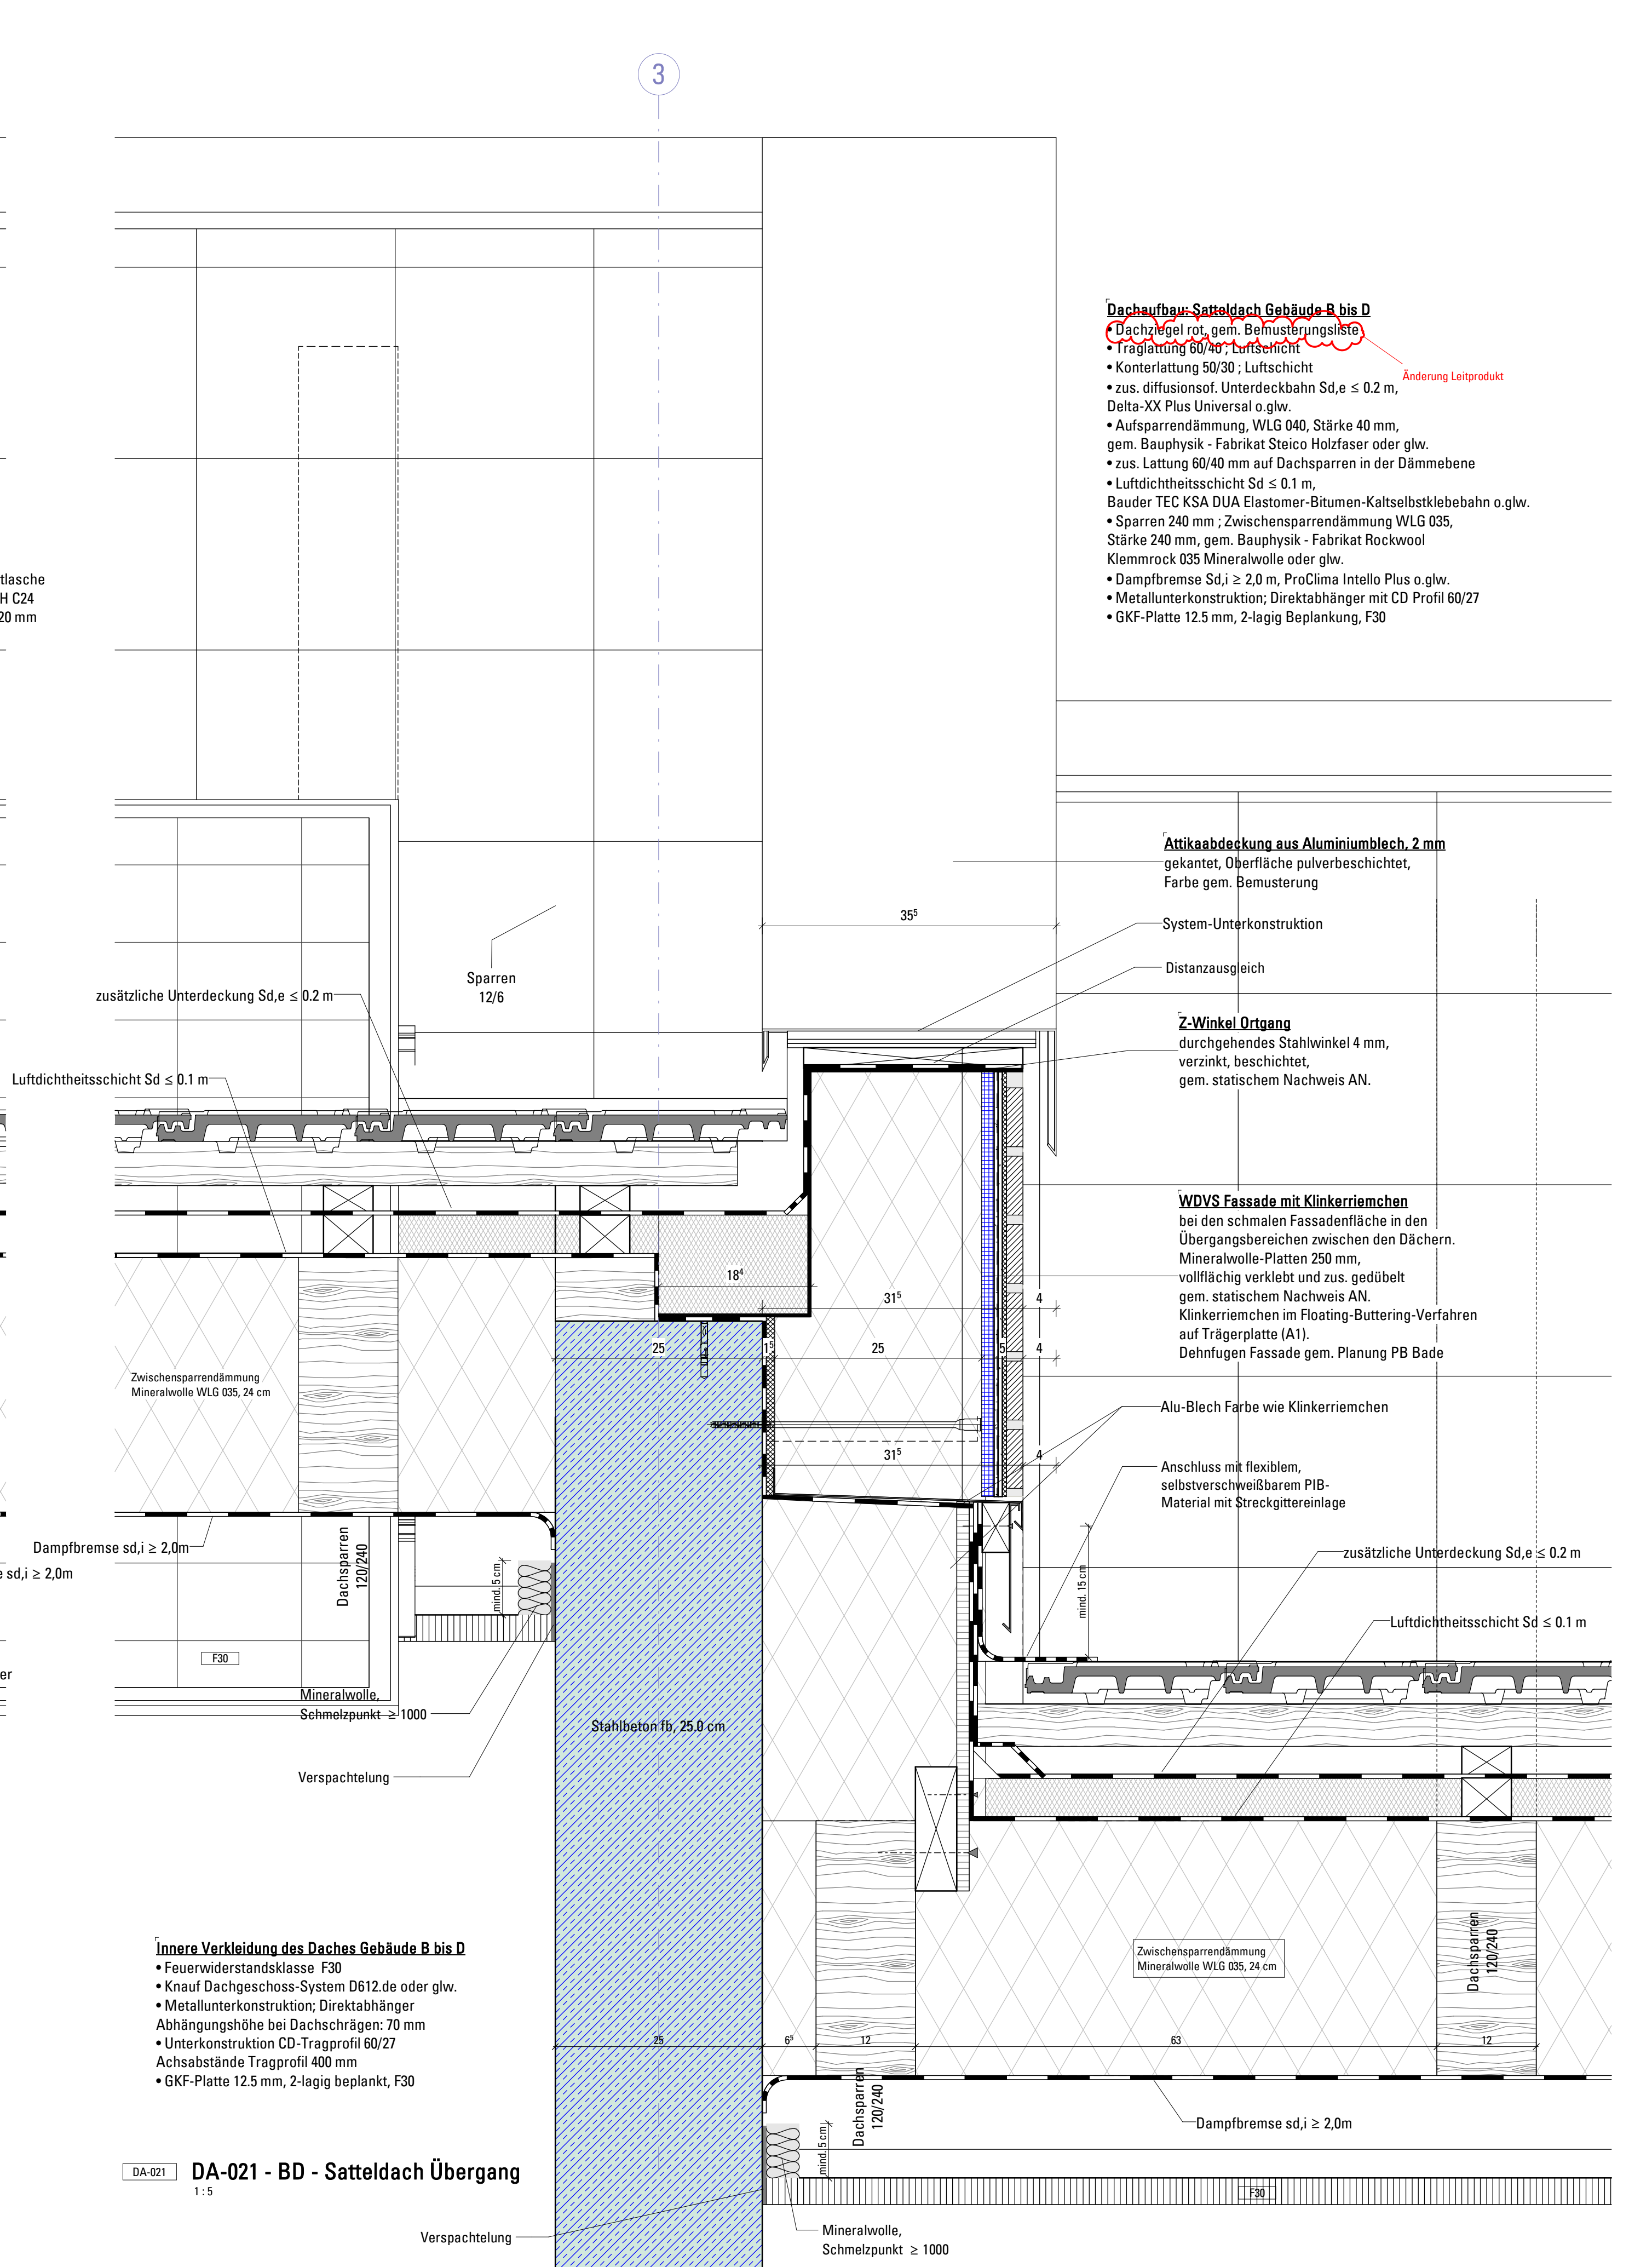 3
Dachaufbau: Satteldach Gebäude B bis D
• Dachziegel rot, gem. Bemusterungsliste
• Traglattung 60/40 ; Luftschicht
• Konterlattung 50/30 ; Luftschicht
• zus. diffusionsof. Unterdeckbahn Sd,e ≤ 0.2 m,
Delta-XX Plus Universal o.glw.
• Aufsparrendämmung, WLG 040, Stärke 40 mm,
gem. Bauphysik - Fabrikat Steico Holzfaser oder glw.
• zus. Lattung 60/40 mm auf Dachsparren in der Dämmebene
• Luftdichtheitsschicht Sd ≤ 0.1 m,
Bauder TEC KSA DUA Elastomer-Bitumen-Kaltselbstklebebahn o.glw.
• Sparren 240 mm ; Zwischensparrendämmung WLG 035,
Stärke 240 mm, gem. Bauphysik - Fabrikat Rockwool
Klemmrock 035 Mineralwolle oder glw.
• Dampfbremse Sd,i ≥ 2,0 m, ProClima Intello Plus o.glw.
• Metallunterkonstruktion; Direktabhänger mit CD Profil 60/27
• GKF-Platte 12.5 mm, 2-lagig Beplankung, F30
Änderung Leitprodukt
tlasche
H C24
20 mm
Attikaabdeckung aus Aluminiumblech, 2 mm
gekantet, Oberfläche pulverbeschichtet,
Farbe gem. Bemusterung
35⁵
System-Unterkonstruktion
Distanzausgleich
Sparren
12/6
zusätzliche Unterdeckung Sd,e ≤ 0.2 m
Z-Winkel Ortgang
durchgehendes Stahlwinkel 4 mm,
verzinkt, beschichtet,
gem. statischem Nachweis AN.
Luftdichtheitsschicht Sd ≤ 0.1 m
WDVS Fassade mit Klinkerriemchen
bei den schmalen Fassadenfläche in den
Übergangsbereichen zwischen den Dächern.
Mineralwolle-Platten 250 mm,
vollflächig verklebt und zus. gedübelt
gem. statischem Nachweis AN.
Klinkerriemchen im Floating-Buttering-Verfahren
auf Trägerplatte (A1).
Dehnfugen Fassade gem. Planung PB Bade
18⁴
31⁵ 4
25 1⁵ 25 5 4
Zwischensparrendämmung
Mineralwolle WLG 035, 24 cm
Alu-Blech Farbe wie Klinkerriemchen
31⁵ 4
Anschluss mit flexiblem,
selbstverschweißbarem PIB-
Material mit Streckgittereinlage
Dampfbremse sd,i ≥ 2,0m
e sd,i ≥ 2,0m
Dachsparren
120/240
mind. 5 cm
mind. 15 cm
zusätzliche Unterdeckung Sd,e ≤ 0.2 m
Luftdichtheitsschicht Sd ≤ 0.1 m
F30
er
Mineralwolle,
Schmelzpunkt ≥ 1000
Stahlbeton fb, 25.0 cm
Verspachtelung
Innere Verkleidung des Daches Gebäude B bis D
• Feuerwiderstandsklasse F30
• Knauf Dachgeschoss-System D612.de oder glw.
• Metallunterkonstruktion; Direktabhänger
Abhängungshöhe bei Dachschrägen: 70 mm
• Unterkonstruktion CD-Tragprofil 60/27
Achsabstände Tragprofil 400 mm
• GKF-Platte 12.5 mm, 2-lagig beplankt, F30
Zwischensparrendämmung
Mineralwolle WLG 035, 24 cm
Dachsparren
120/240
25 6⁵ 12 63 12
Dachsparren
120/240
Dampfbremse sd,i ≥ 2,0m
mind. 5 cm
F30
DA-021 DA-021 - BD - Satteldach Übergang
1 : 5
Verspachtelung
Mineralwolle,
Schmelzpunkt ≥ 1000